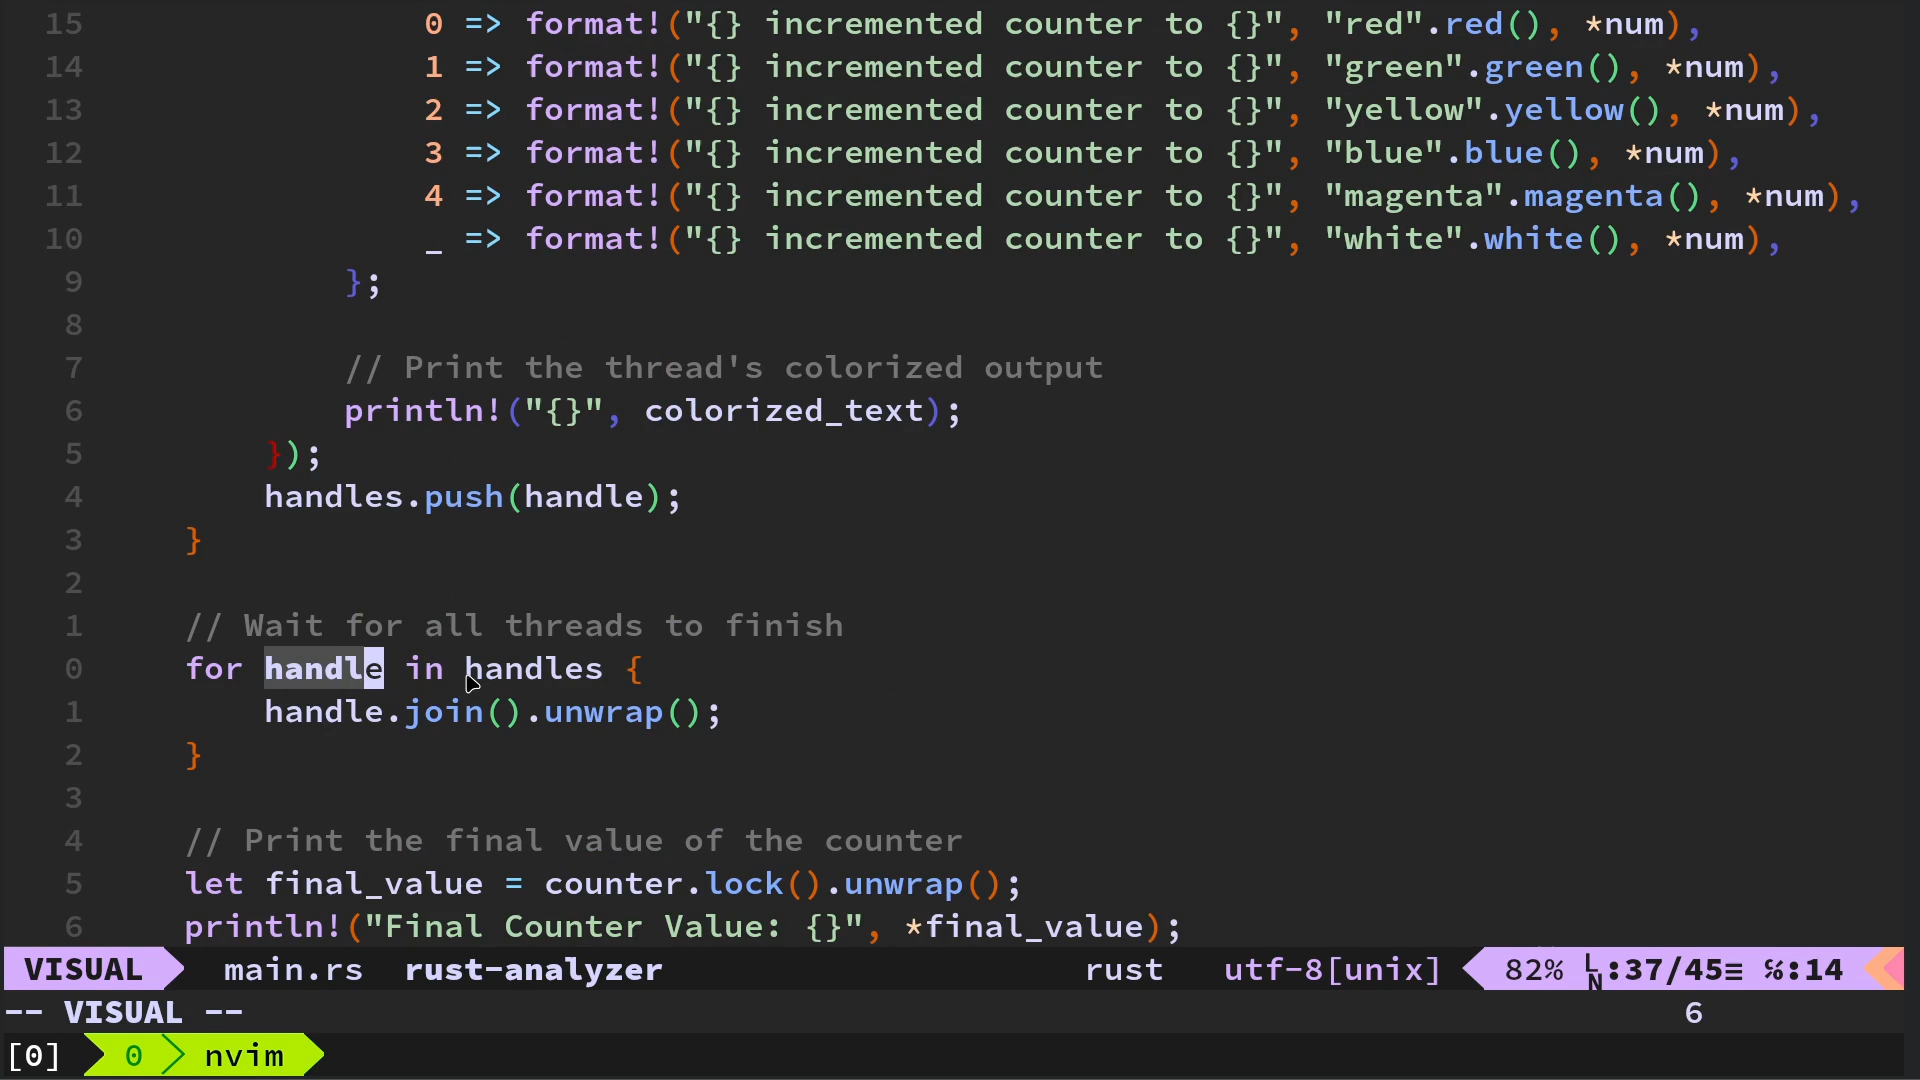 15                 0 => format!("{} incremented counter to {}", "red".red(), *num),
14                 1 => format!("{} incremented counter to {}", "green".green(), *num),
13                 2 => format!("{} incremented counter to {}", "yellow".yellow(), *num),
12                 3 => format!("{} incremented counter to {}", "blue".blue(), *num),
11                 4 => format!("{} incremented counter to {}", "magenta".magenta(), *num),
10                 _ => format!("{} incremented counter to {}", "white".white(), *num),
9             };
8
7             // Print the thread's colorized output
6             println!("{}", colorized_text);
5         });
4         handles.push(handle);
3     }
2
1     // Wait for all threads to finish
0     for handle in handles {
1         handle.join().unwrap();
2     }
3
4     // Print the final value of the counter
5     let final_value = counter.lock().unwrap();
6     println!("Final Counter Value: {}", *final_value);
VISUAL main.rs rust-analyzer rust utf-8[unix] 82% LN:37/45≡ ℅:14
-- VISUAL -- 6
[0] 0 nvim